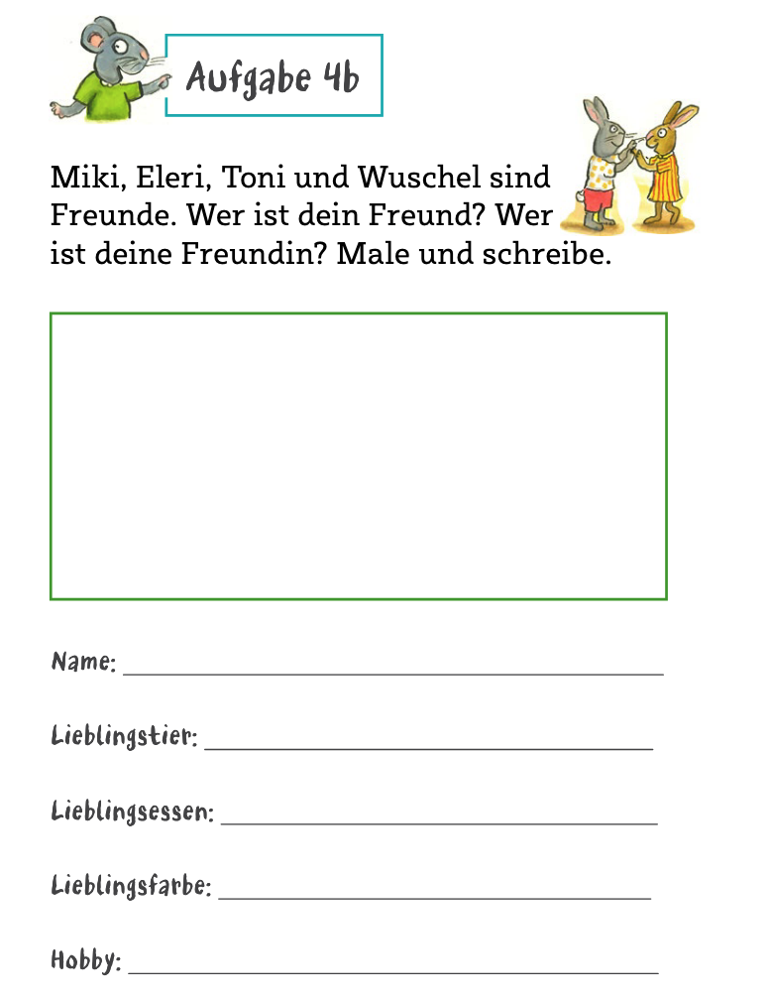 Aufgabe 4b
Miki, Eleri, Toni und Wuschel sind
Freunde. Wer ist dein Freund? Wer
ist deine Freundin? Male und schreibe.
Name:
Lieblingstier:
Lieblingsessen:
Lieblingsfarbe:
Hobby: